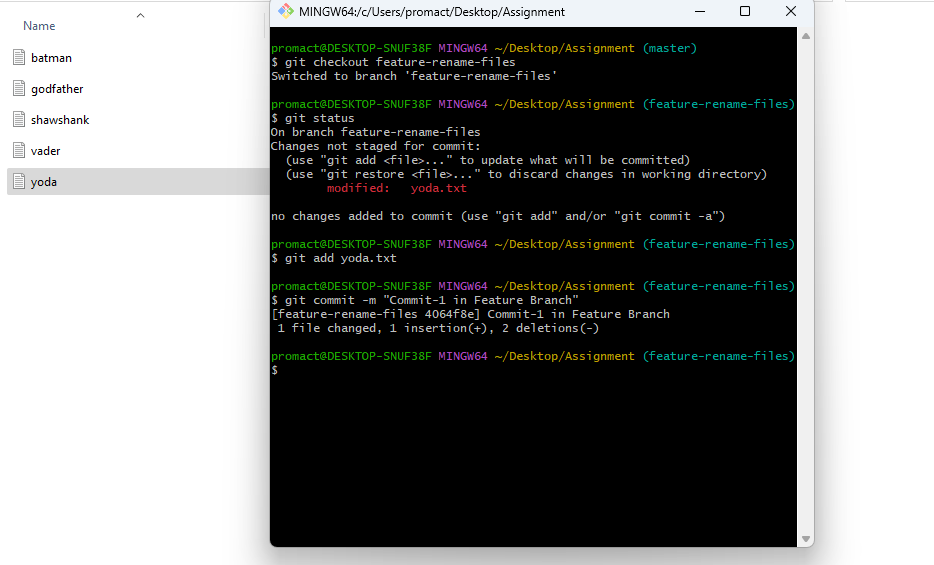 Name
batman
godfather
shawshank
vader
yoda
MINGW64:/c/Users/promact/Desktop/Assignment
promact@DESKTOP-SNUF38F MINGW64 ~/Desktop/Assignment (master)
$ git checkout feature-rename-files
Switched to branch 'feature-rename-files'
promact@DESKTOP-SNUF38F MINGW64 ~/Desktop/Assignment (feature-rename-files)
$ git status
On branch feature-rename-files
Changes not staged for commit:
  (use "git add <file>..." to update what will be committed)
  (use "git restore <file>..." to discard changes in working directory)
        modified:   yoda.txt
no changes added to commit (use "git add" and/or "git commit -a")
promact@DESKTOP-SNUF38F MINGW64 ~/Desktop/Assignment (feature-rename-files)
$ git add yoda.txt
promact@DESKTOP-SNUF38F MINGW64 ~/Desktop/Assignment (feature-rename-files)
$ git commit -m "Commit-1 in Feature Branch"
[feature-rename-files 4064f8e] Commit-1 in Feature Branch
 1 file changed, 1 insertion(+), 2 deletions(-)
promact@DESKTOP-SNUF38F MINGW64 ~/Desktop/Assignment (feature-rename-files)
$